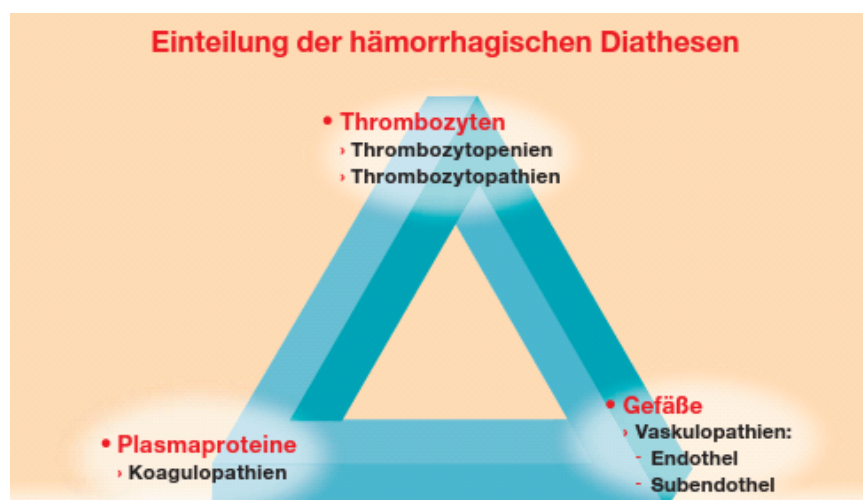 Einteilung der hämorrhagischen Diathesen
• Thrombozyten
› Thrombozytopenien
› Thrombozytopathien
• Plasmaproteine
› Koagulopathien
• Gefäße
› Vaskulopathien:
- Endothel
- Subendothel